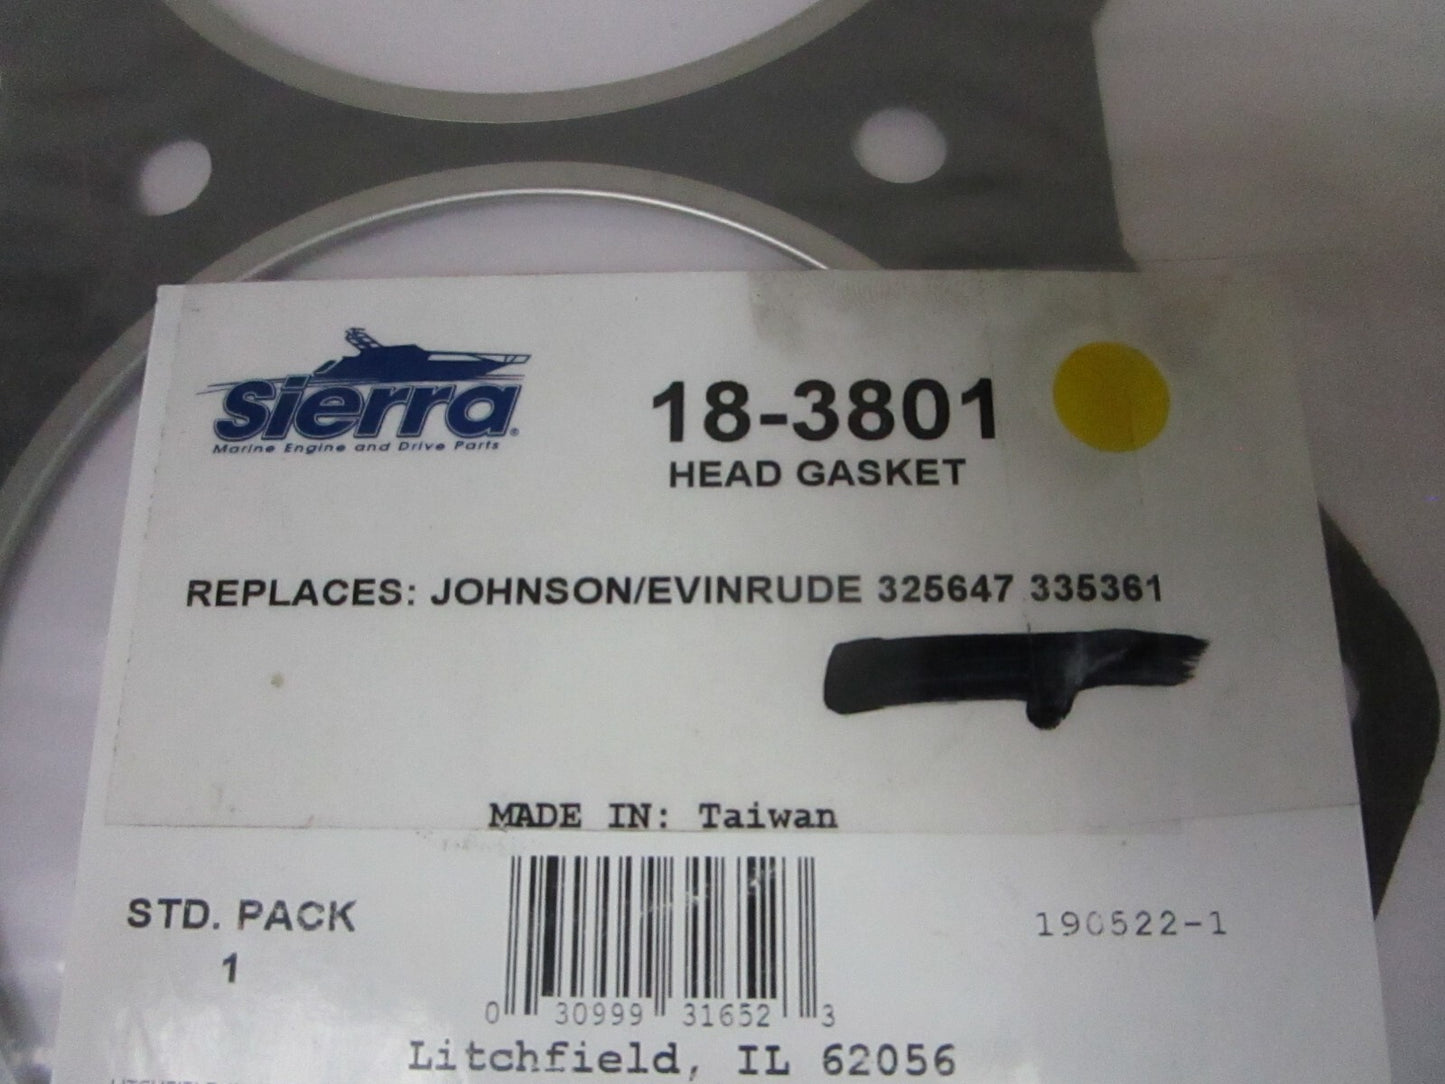 sierra®
Marine Engine and Drive Parts
18-3801
HEAD GASKET
REPLACES: JOHNSON/EVINRUDE 325647 335361
MADE IN: Taiwan
STD. PACK
1
190522-1
0 30999 31652 3
Litchfield, IL 62056